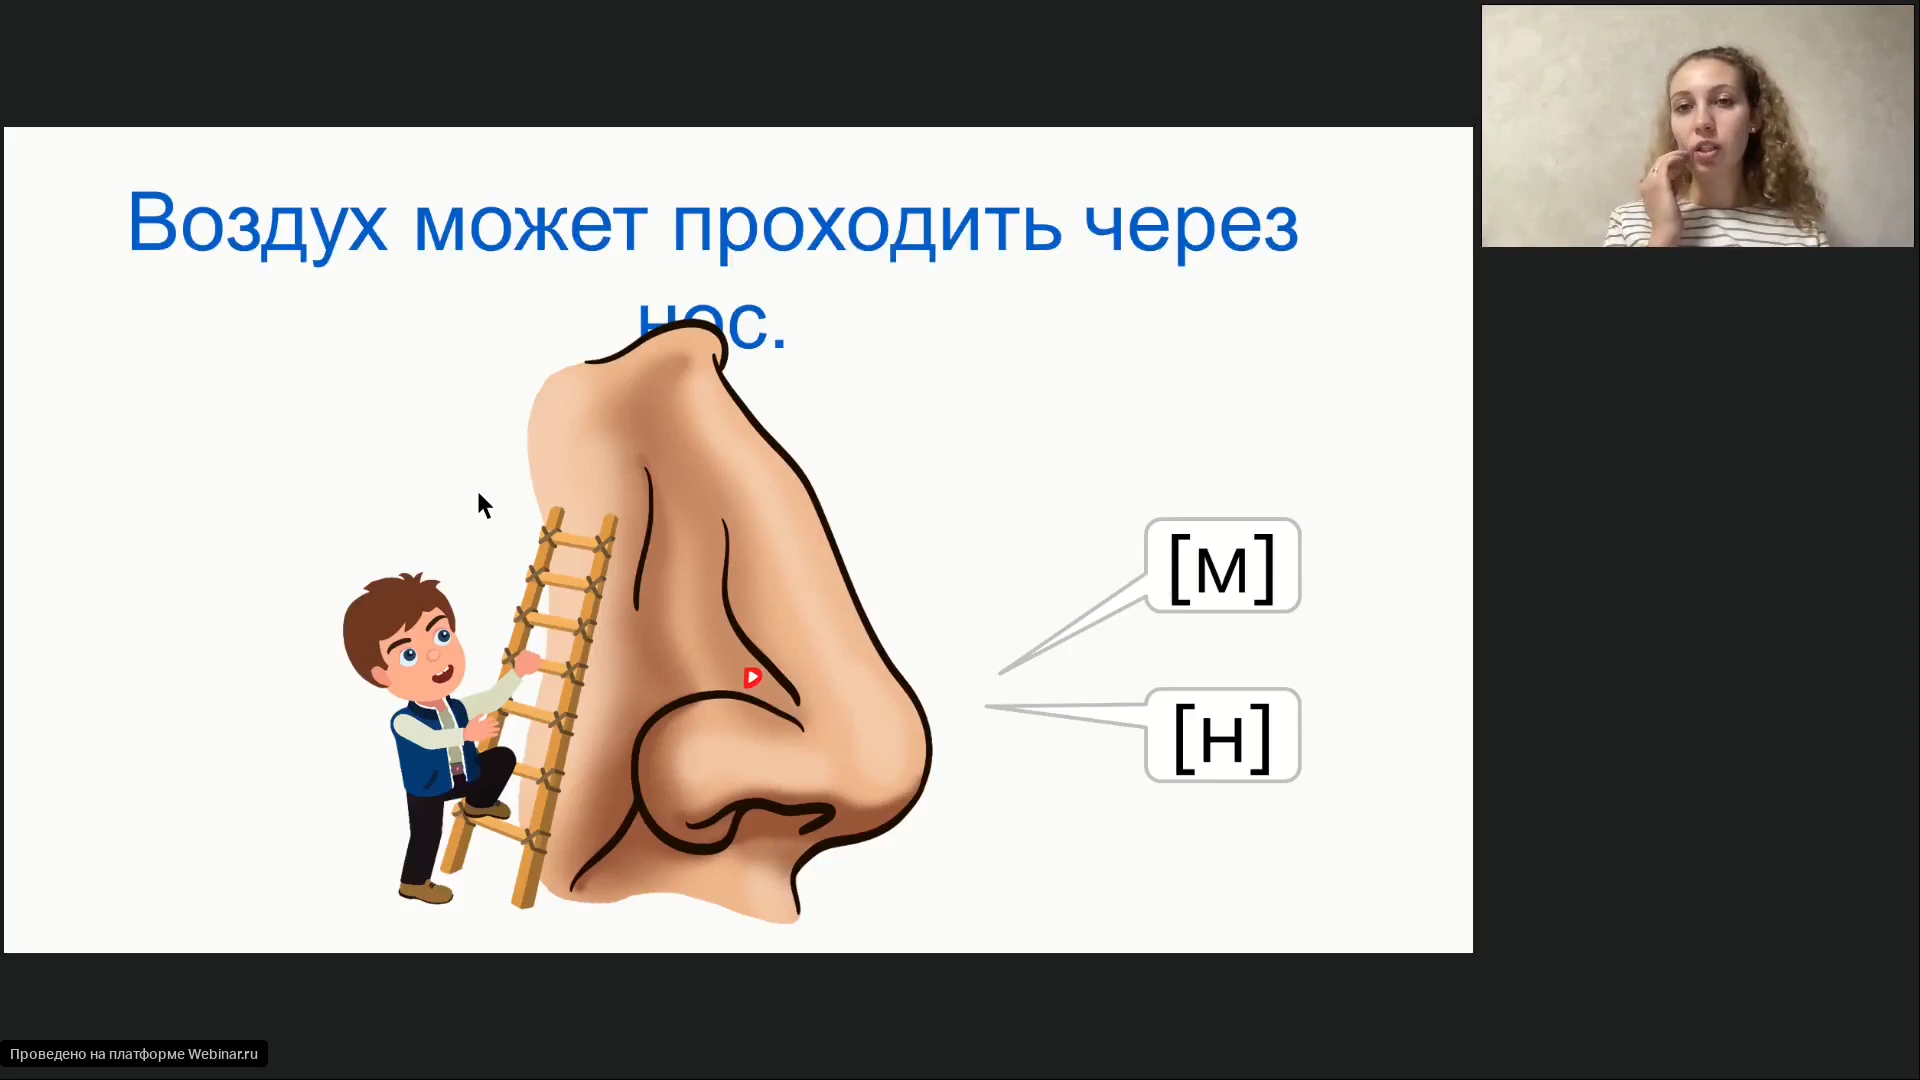 Воздух может проходить через
нос.
[м]
[н]
Проведено на платформе Webinar.ru